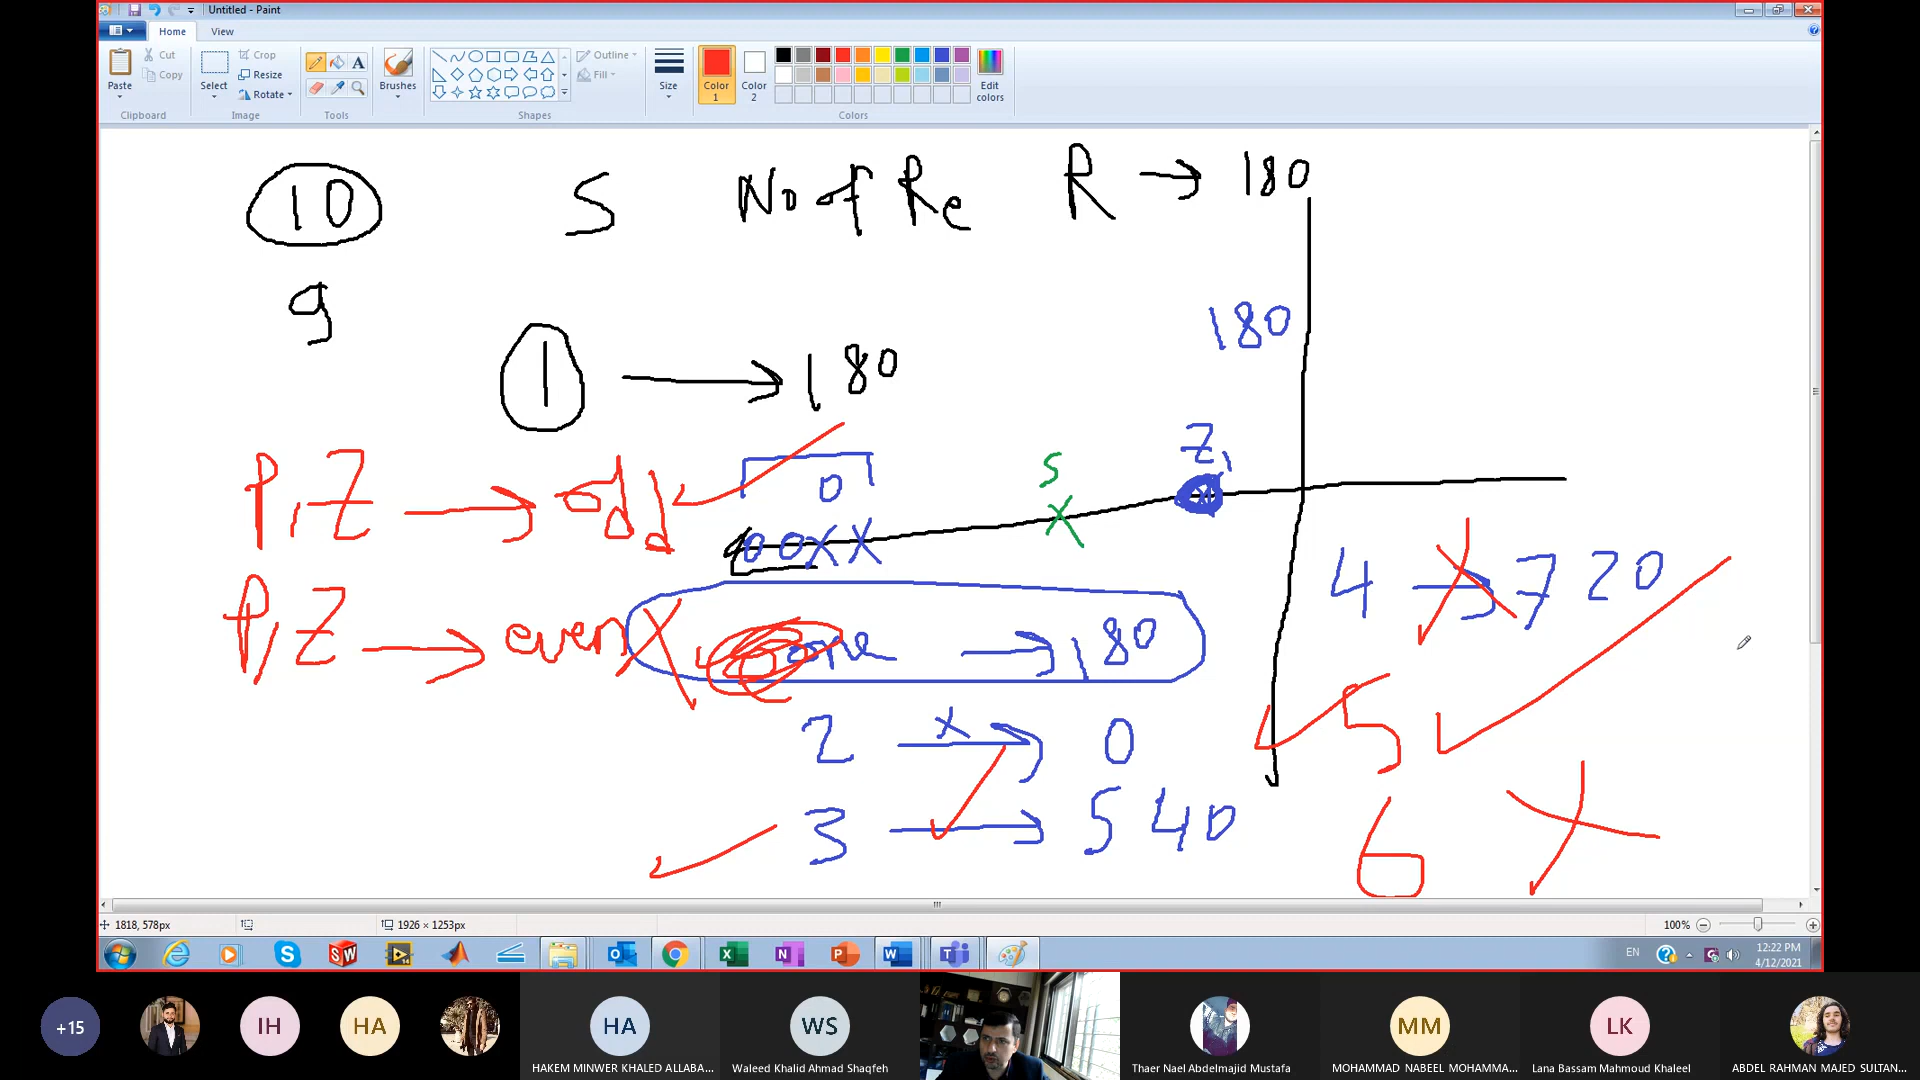 Untitled - Paint
Home View
Paste
Cut
Copy
Clipboard
Select
Crop
Resize
Rotate
Image
Tools
Brushes
Shapes
Outline
Fill
Size
Color 1
Color 2
Edit colors
Colors
10 S No of Re R → 180
9
1 → 180
180
P, Z → odd
0
S
Z1
00XX
X
P, Z → even X
one → 180
4 → 720
2 X → 0
5
3 → 540
6 X
1818, 578px
1926 × 1253px
100%
EN
12:22 PM
4/12/2021
+15
IH
HA
HA
WS
MM
LK
HAKEM MINWER KHALED ALLABA...
Waleed Khalid Ahmad Shaqfeh
Thaer Nael Abdelmajid Mustafa
MOHAMMAD NABEEL MOHAMMA...
Lana Bassam Mahmoud Khaleel
ABDEL RAHMAN MAJED SULTAN...